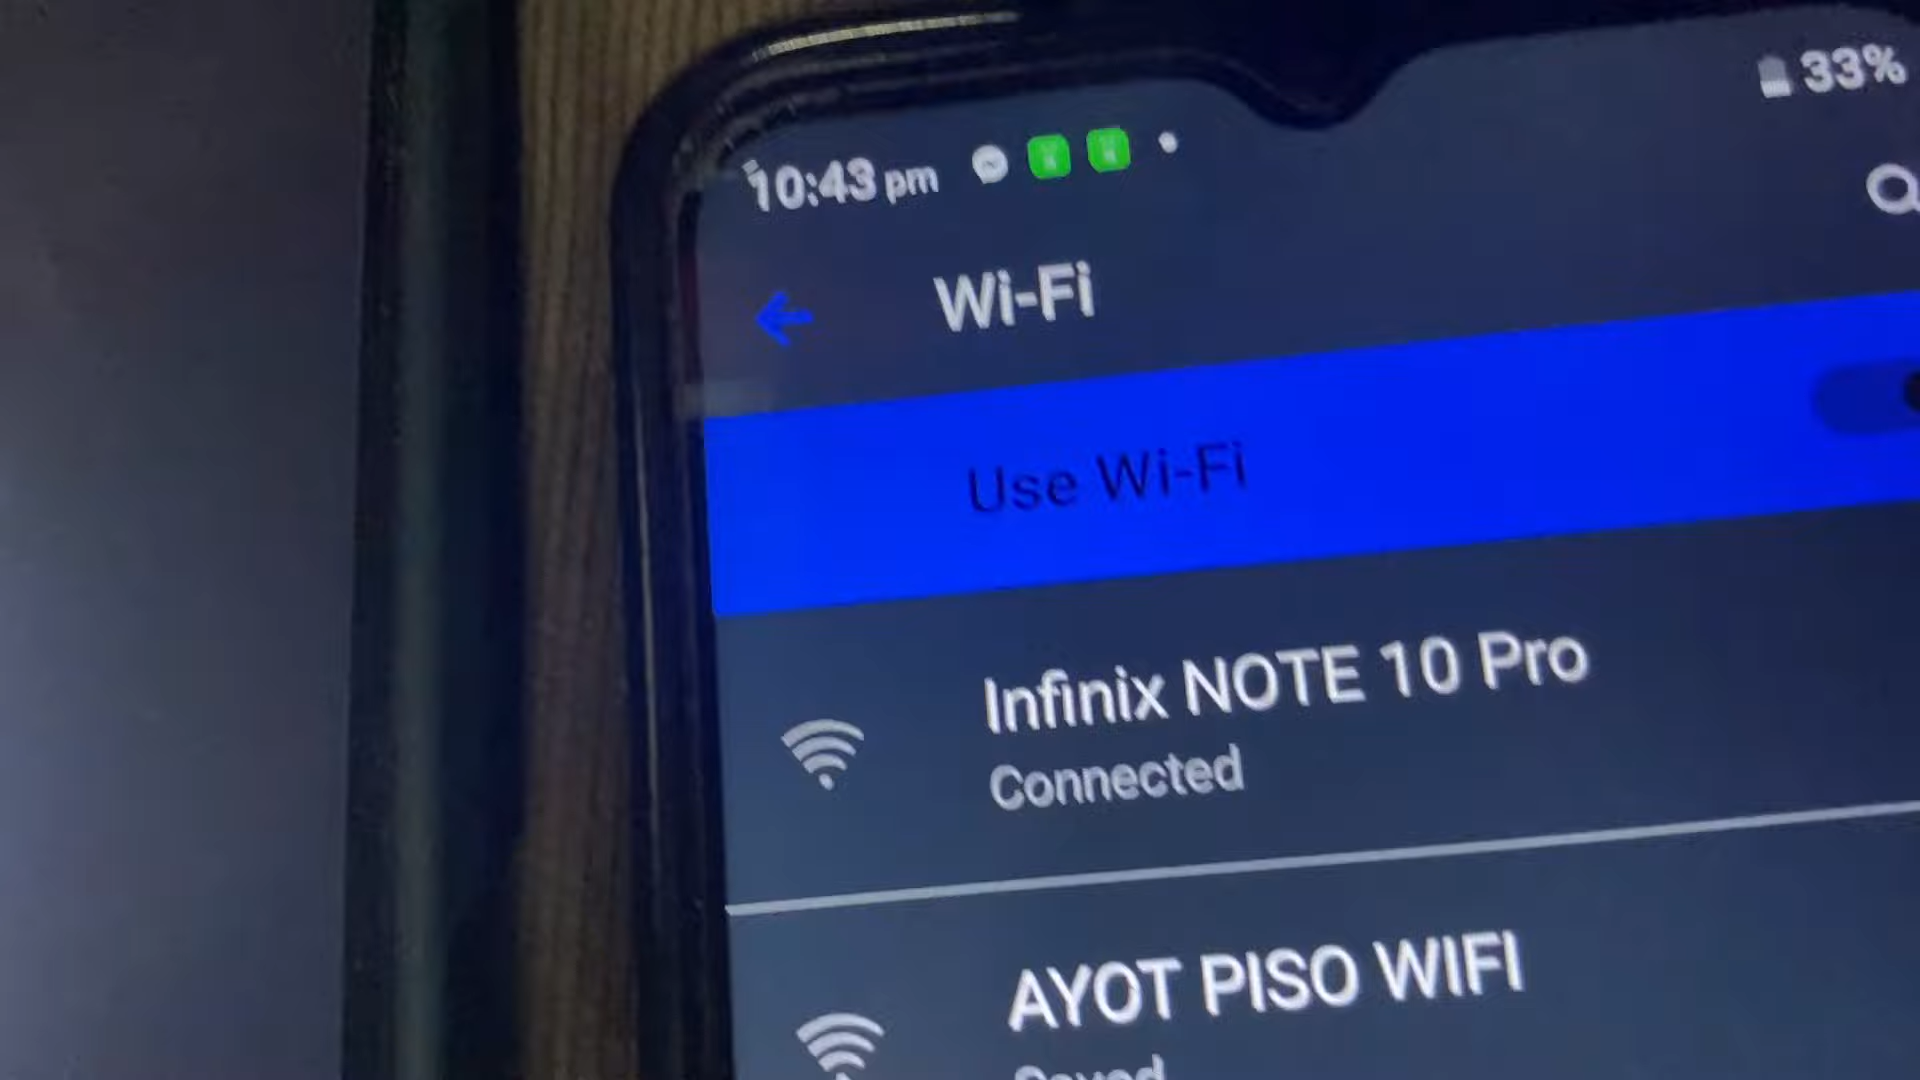 10:43 pm
33%
Wi-Fi
Use Wi-Fi
Infinix NOTE 10 Pro
Connected
AYOT PISO WIFI
Saved